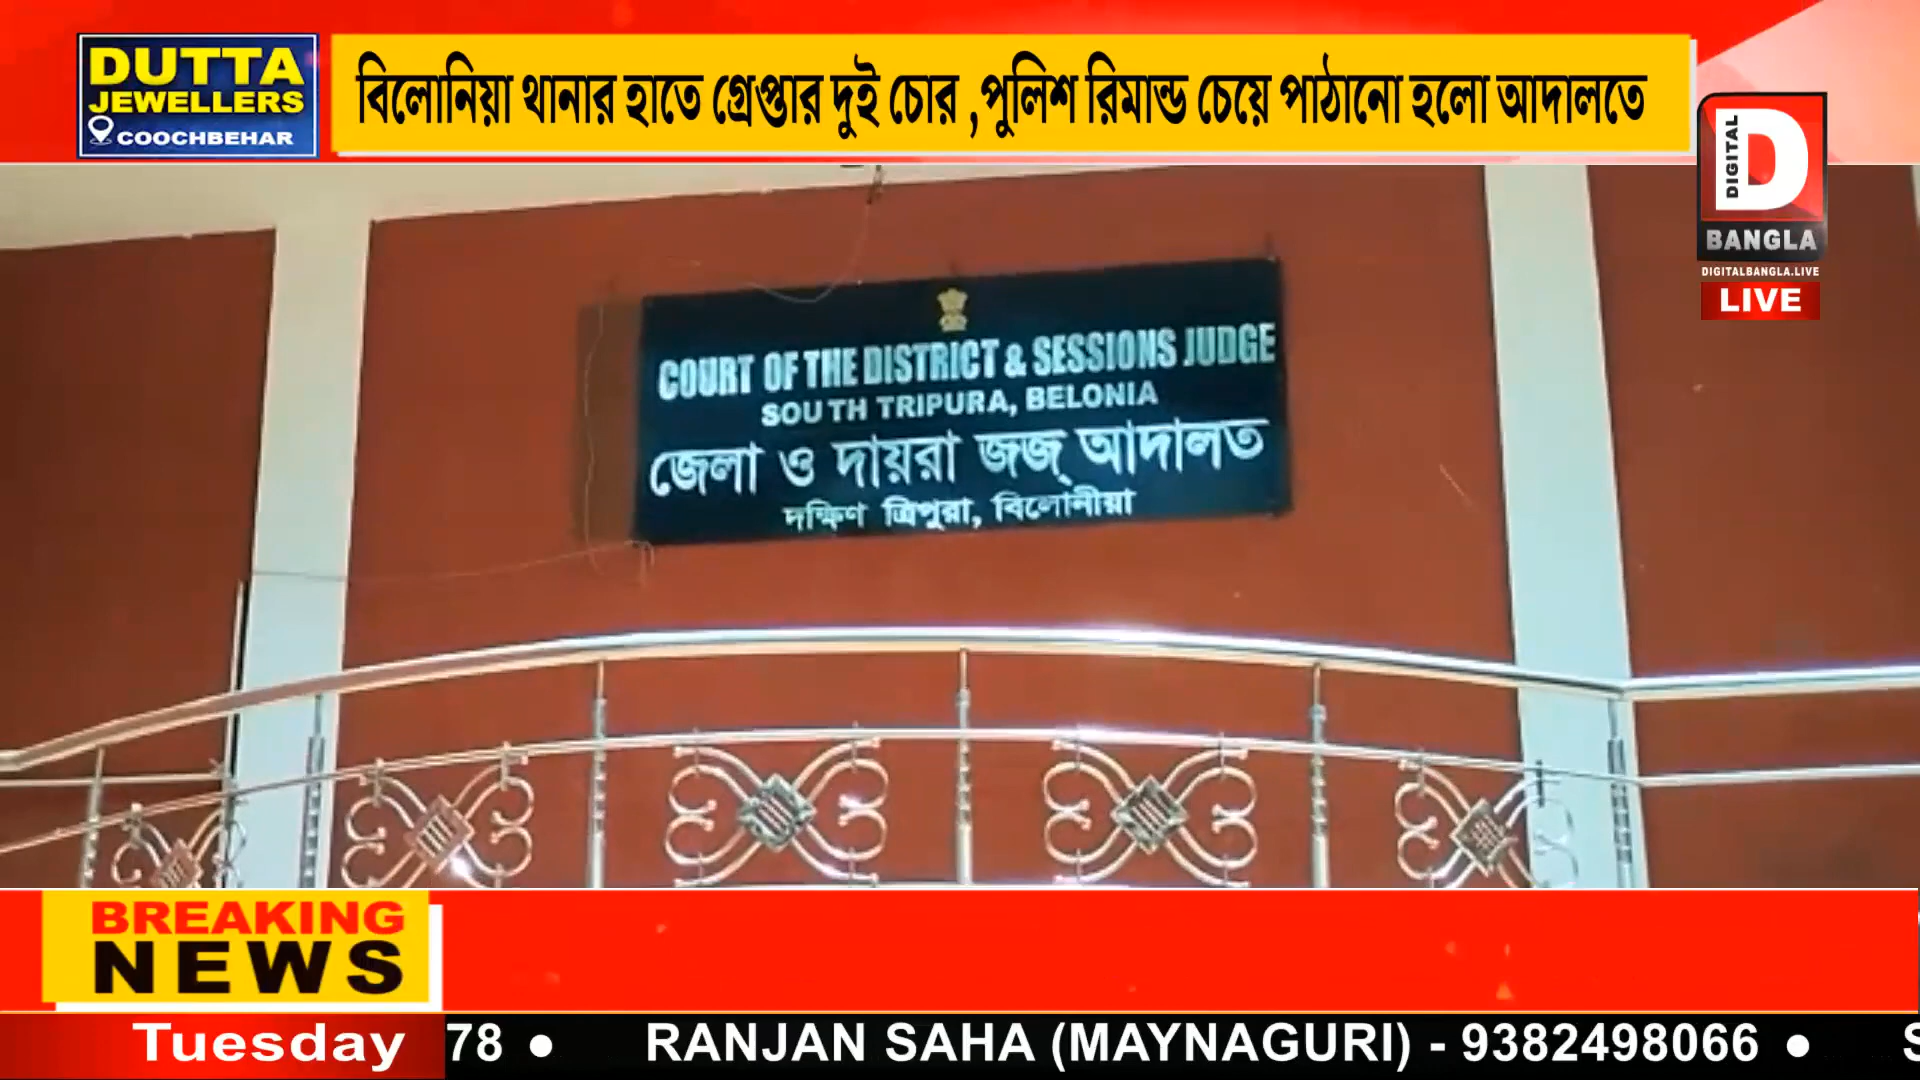 DUTTA
JEWELLERS
COOCHBEHAR
বিলোনিয়া থানার হাতে গ্রেপ্তার দুই চোর ,পুলিশ রিমান্ড চেয়ে পাঠানো হলো আদালতে
DIGITAL
D
BANGLA
DIGITALBANGLA.LIVE
LIVE
COURT OF THE DISTRICT & SESSIONS JUDGE
SOUTH TRIPURA, BELONIA
জেলা ও দায়রা জজ্ আদালত
দক্ষিণ ত্রিপুরা, বিলোনীয়া
BREAKING
NEWS
Tuesday 78 ● RANJAN SAHA (MAYNAGURI) - 9382498066 ● S